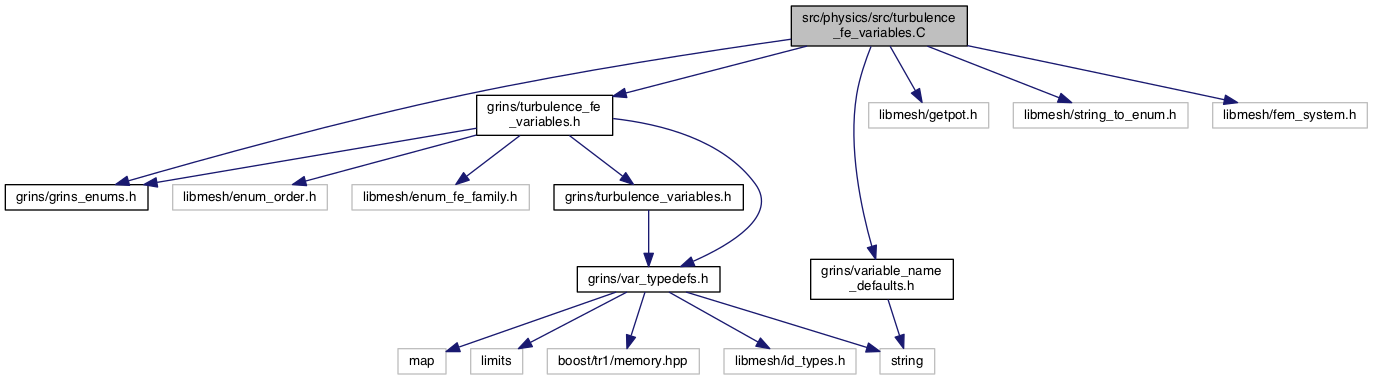 src/physics/src/turbulence
_fe_variables.C
grins/turbulence_fe
_variables.h
libmesh/getpot.h
libmesh/string_to_enum.h
libmesh/fem_system.h
grins/grins_enums.h
libmesh/enum_order.h
libmesh/enum_fe_family.h
grins/turbulence_variables.h
grins/var_typedefs.h
grins/variable_name
_defaults.h
map
limits
boost/tr1/memory.hpp
libmesh/id_types.h
string